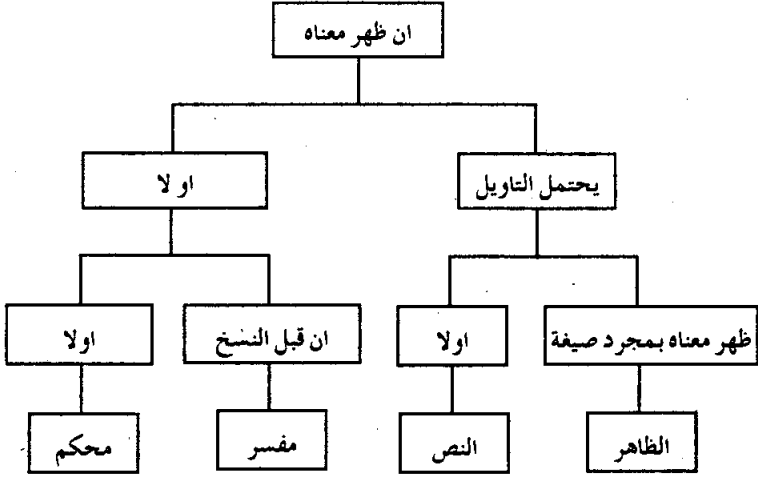 ان ظهر معناه
يحتمل التاويل
او لا
ظهر معناه بمجرد صيغة
اولا
ان قبل النسخ
اولا
الظاهر
النص
مفسر
محكم